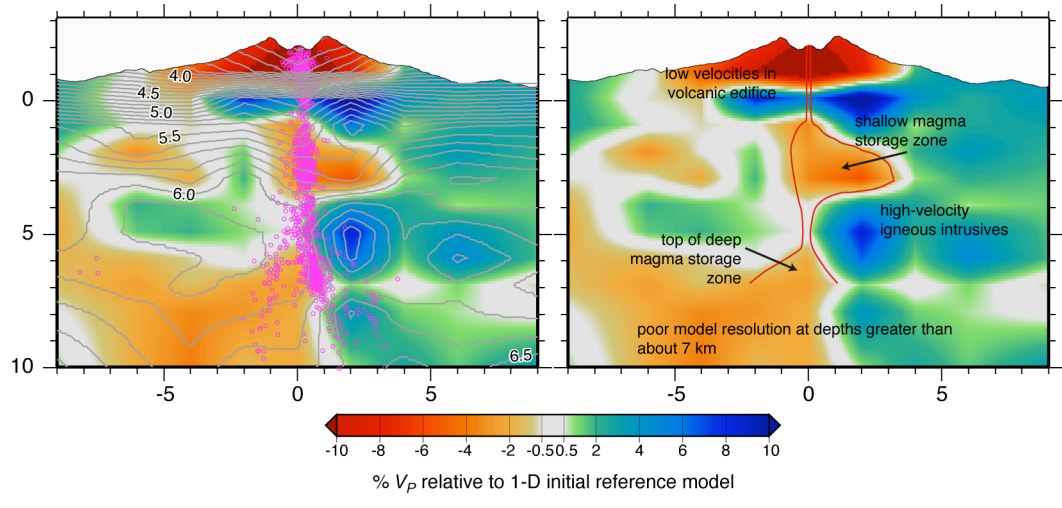 4.0
4.5
5.0
5.5
6.0
6.5
0
5
10
-5
0
5
low velocities in
volcanic edifice
shallow magma
storage zone
high-velocity
igneous intrusives
top of deep
magma storage
zone
poor model resolution at depths greater than
about 7 km
-5
0
5
-10 -8 -6 -4 -2 -0.5 0.5 2 4 6 8 10
% VP relative to 1-D initial reference model